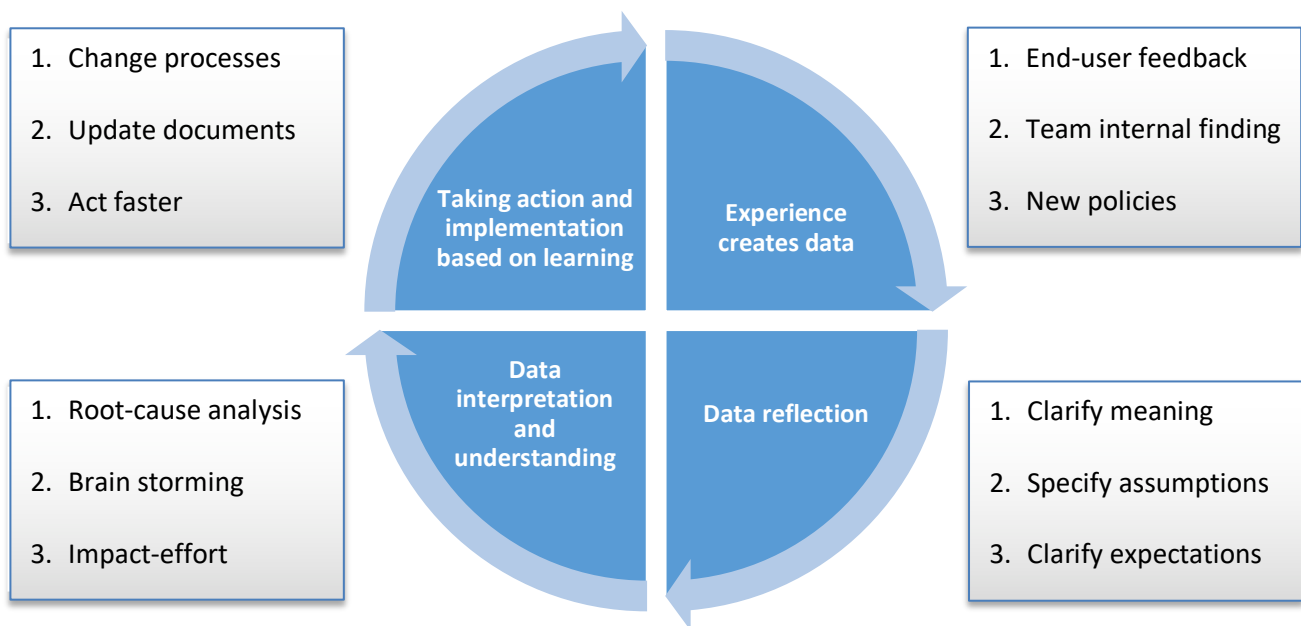 1. Change processes
2. Update documents
3. Act faster
Taking action and
implementation
based on learning
Experience
creates data
1. End-user feedback
2. Team internal finding
3. New policies
1. Root-cause analysis
2. Brain storming
3. Impact-effort
Data
interpretation
and
understanding
Data reflection
1. Clarify meaning
2. Specify assumptions
3. Clarify expectations